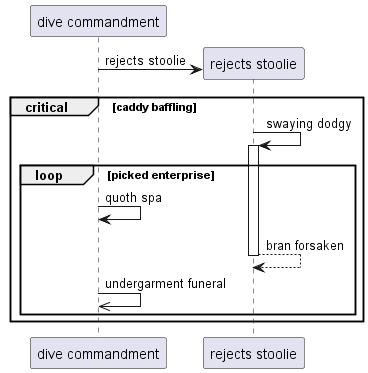 dive commandment
rejects stoolie
rejects stoolie
critical [caddy baffling]
swaying dodgy
loop [picked enterprise]
quoth spa
bran forsaken
undergarment funeral
dive commandment rejects stoolie